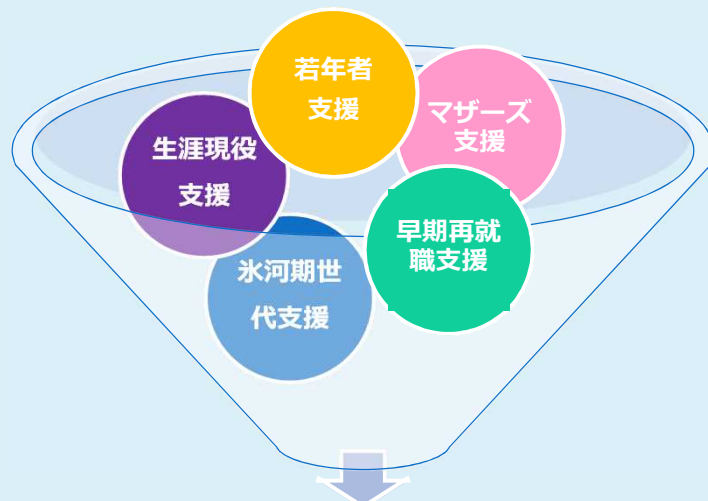 若年者
支援
マザーズ
支援
生涯現役
支援
早期再就
職支援
氷河期世
代支援